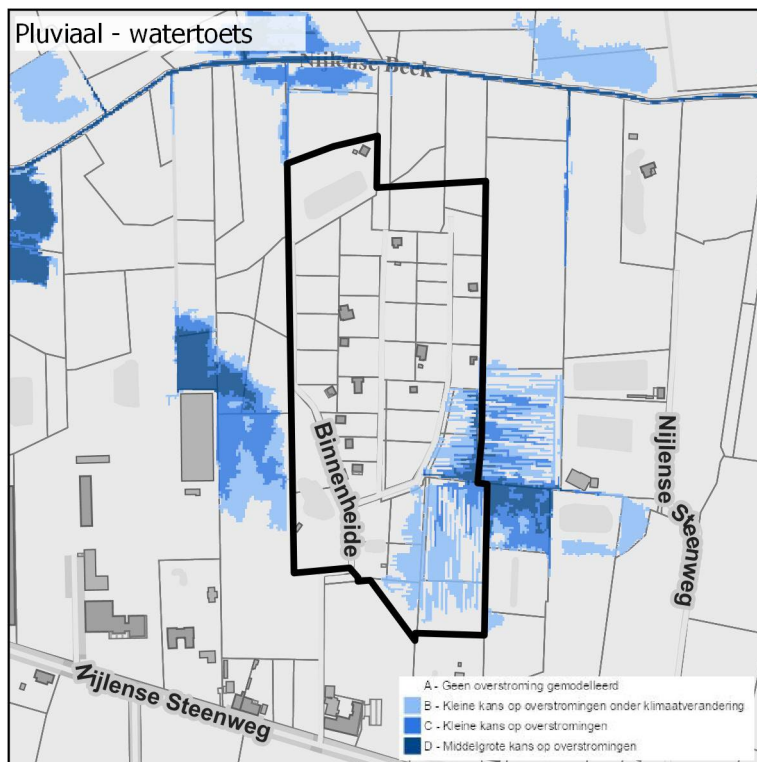 Pluviaal - watertoets
Nijlense Beek
Binnenheide
Nijlense Steenweg
Nijlense Steenweg
A - Geen overstroming gemodelleerd
B - Kleine kans op overstromingen onder klimaatverandering
C - Kleine kans op overstromingen
D - Middelgrote kans op overstromingen